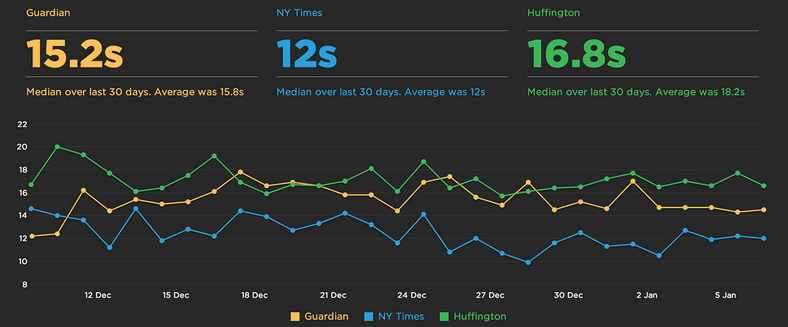 Guardian
NY Times
Huffington
15.2s
12s
16.8s
Median over last 30 days. Average was 15.8s
Median over last 30 days. Average was 12s
Median over last 30 days. Average was 18.2s
22
20
18
16
14
12
10
8
12 Dec
15 Dec
18 Dec
21 Dec
24 Dec
27 Dec
30 Dec
2 Jan
5 Jan
Guardian
NY Times
Huffington